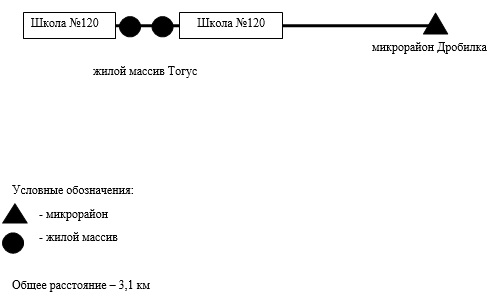 Школа №120
Школа №120
микрорайон Дробилка
жилой массив Тогус
Условные обозначения:
- микрорайон
- жилой массив
Общее расстояние – 3,1 км